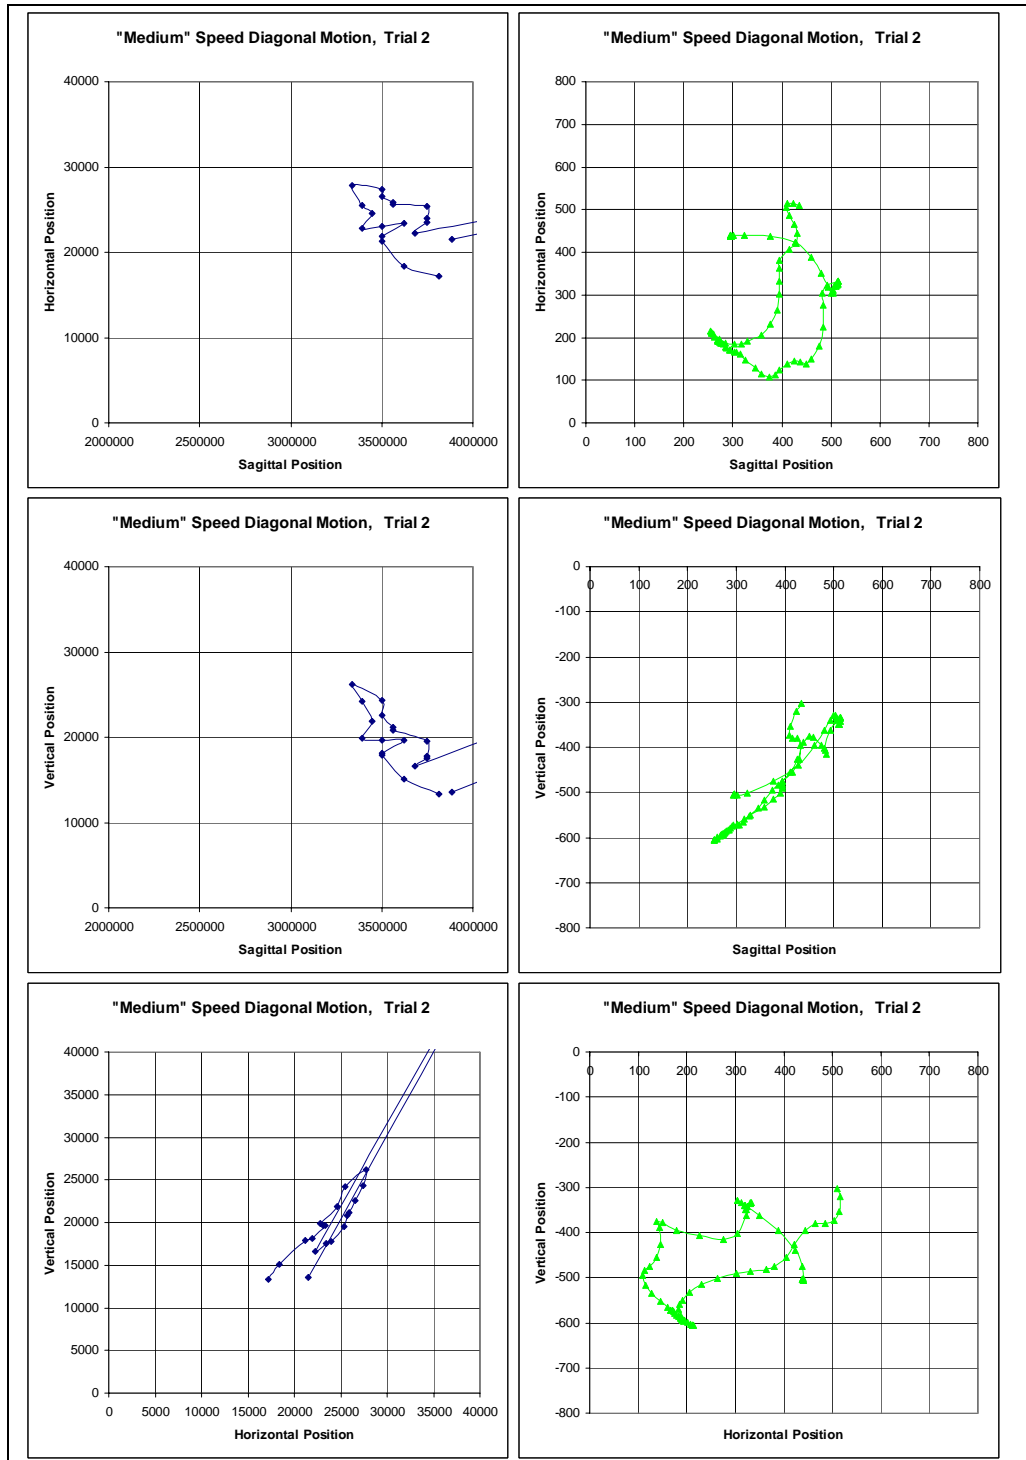 "Medium" Speed Diagonal Motion, Trial 2
40000
30000
20000
10000
0
2000000 2500000 3000000 3500000 4000000
Horizontal Position
Sagittal Position
"Medium" Speed Diagonal Motion, Trial 2
800
700
600
500
400
300
200
100
0
0 100 200 300 400 500 600 700 800
Horizontal Position
Sagittal Position
"Medium" Speed Diagonal Motion, Trial 2
40000
30000
20000
10000
0
2000000 2500000 3000000 3500000 4000000
Vertical Position
Sagittal Position
"Medium" Speed Diagonal Motion, Trial 2
0
0 100 200 300 400 500 600 700 800
-100
-200
-300
-400
-500
-600
-700
-800
Vertical Position
Sagittal Position
"Medium" Speed Diagonal Motion, Trial 2
40000
35000
30000
25000
20000
15000
10000
5000
0
0 5000 10000 15000 20000 25000 30000 35000 40000
Vertical Position
Horizontal Position
"Medium" Speed Diagonal Motion, Trial 2
0
0 100 200 300 400 500 600 700 800
-100
-200
-300
-400
-500
-600
-700
-800
Vertical Position
Horizontal Position